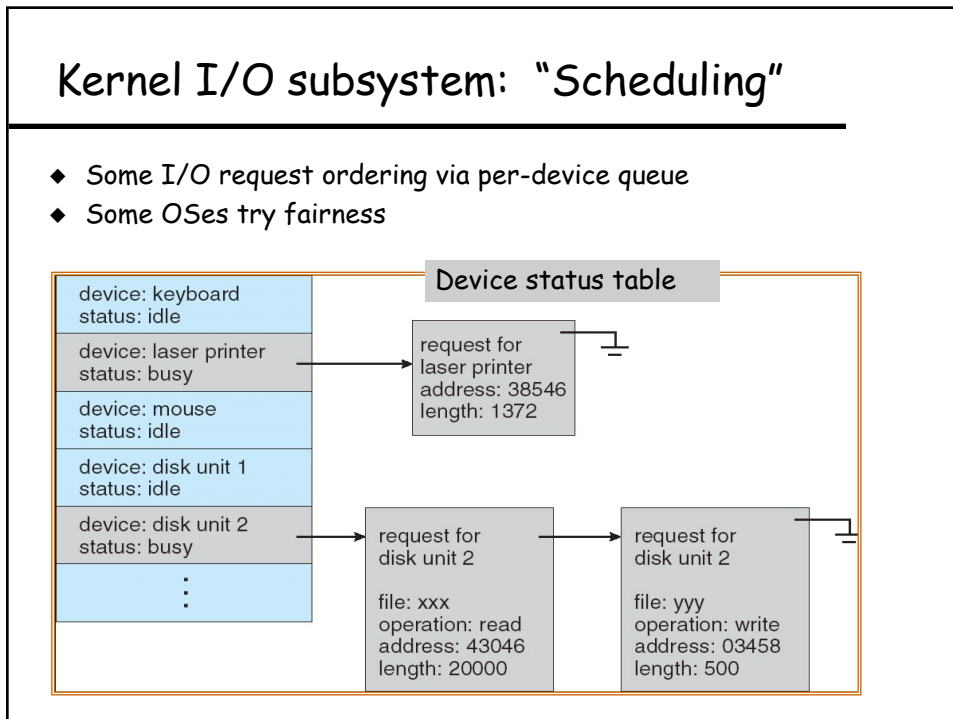 Kernel I/O subsystem: “Scheduling”
◆ Some I/O request ordering via per-device queue
◆ Some OSes try fairness
Device status table
device: keyboard
status: idle
device: laser printer
status: busy
device: mouse
status: idle
device: disk unit 1
status: idle
device: disk unit 2
status: busy
⋮
request for
laser printer
address: 38546
length: 1372
request for
disk unit 2
file: xxx
operation: read
address: 43046
length: 20000
request for
disk unit 2
file: yyy
operation: write
address: 03458
length: 500